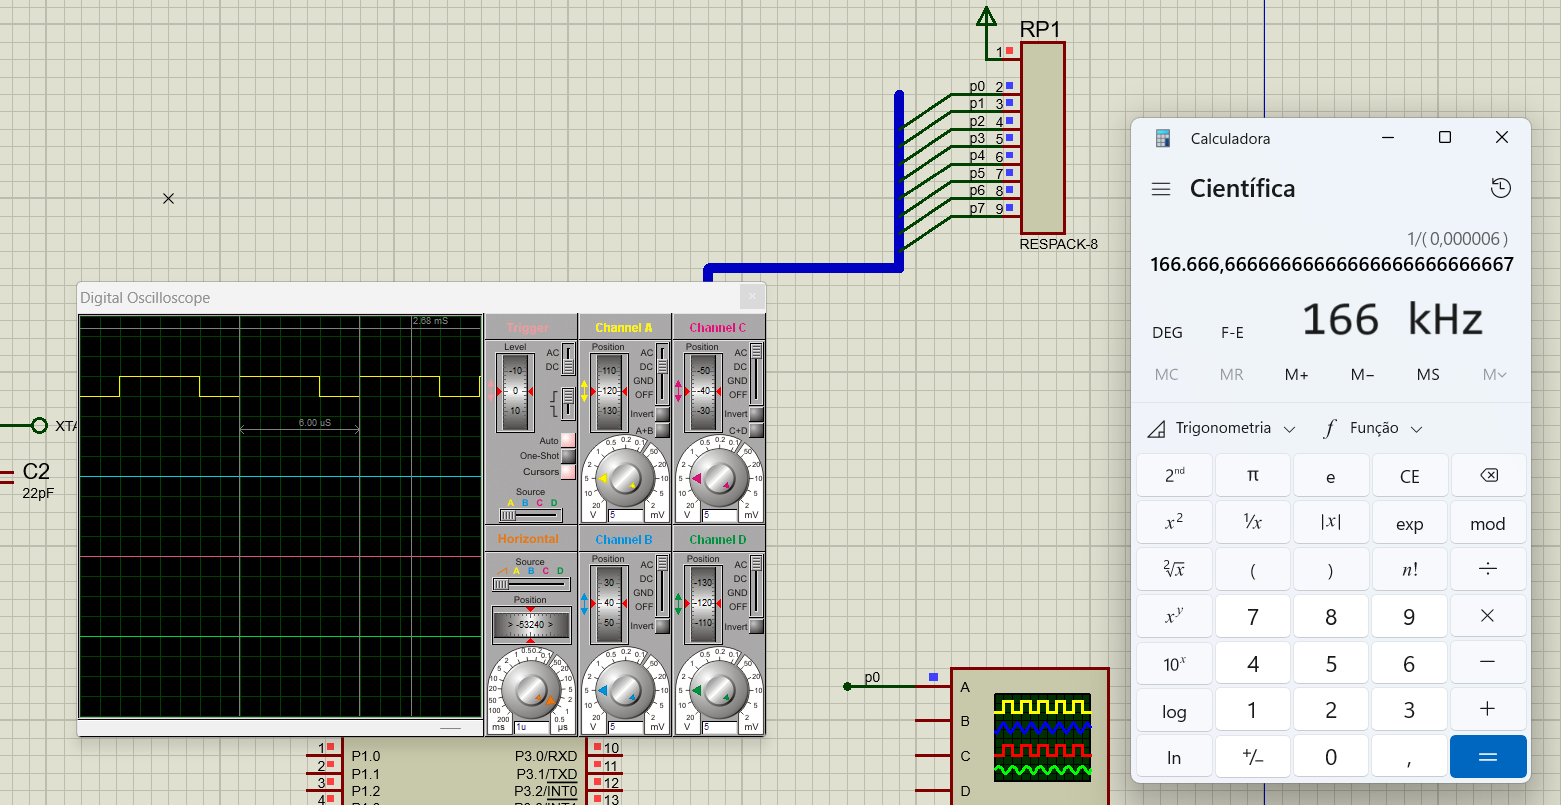 RP1
1
p0 2
p1 3
p2 4
p3 5
p4 6
p5 7
p6 8
p7 9
RESPACK-8
XTA
C2
22pF
Digital Oscilloscope
2.68 mS
6.00 uS
Trigger
Level
-10
0
10
AC
DC
Auto
One-Shot
Cursors
Source
A B C D
Channel A
Position
110
120
130
AC
DC
GND
OFF
Invert
A+B
V
5
mV
Channel C
Position
-50
-40
-30
AC
DC
GND
OFF
Invert
C+D
V
5
mV
Horizontal
Source
A B C D
Position
> -53240 >
ms
1u
µs
Channel B
Position
30
40
50
AC
DC
GND
OFF
Invert
V
5
mV
Channel D
Position
-130
-120
-110
AC
DC
GND
OFF
Invert
V
5
mV
1 P1.0 P3.0/RXD 10
2 P1.1 P3.1/TXD 11
3 P1.2 P3.2/INT0 12
4 13
p0
A
B
C
D
Calculadora
Científica
1/( 0,000006 )
166.666,66666666666666666666666667
166 kHz
DEG F-E
MC MR M+ M− MS M
Trigonometria f Função
2nd π e CE
x² ¹/x |x| exp mod
²√x ( ) n! ÷
xʸ 7 8 9 ×
10ˣ 4 5 6 −
log 1 2 3 +
ln +/− 0 , =